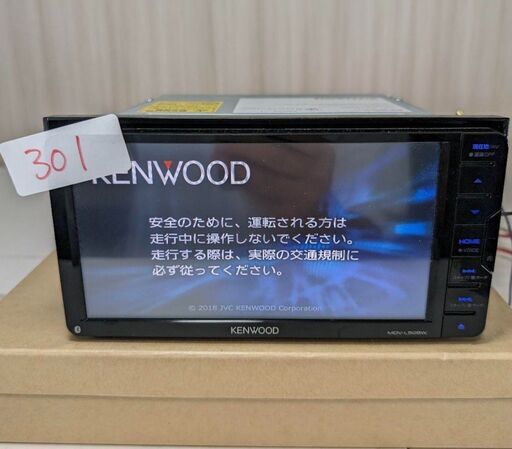 301
KENWOOD
安全のために、運転される方は
走行中に操作しないでください。
走行する際は、実際の交通規制に
必ず従ってください。
© 2018 JVC KENWOOD Corporation
KENWOOD
現在地
HOME